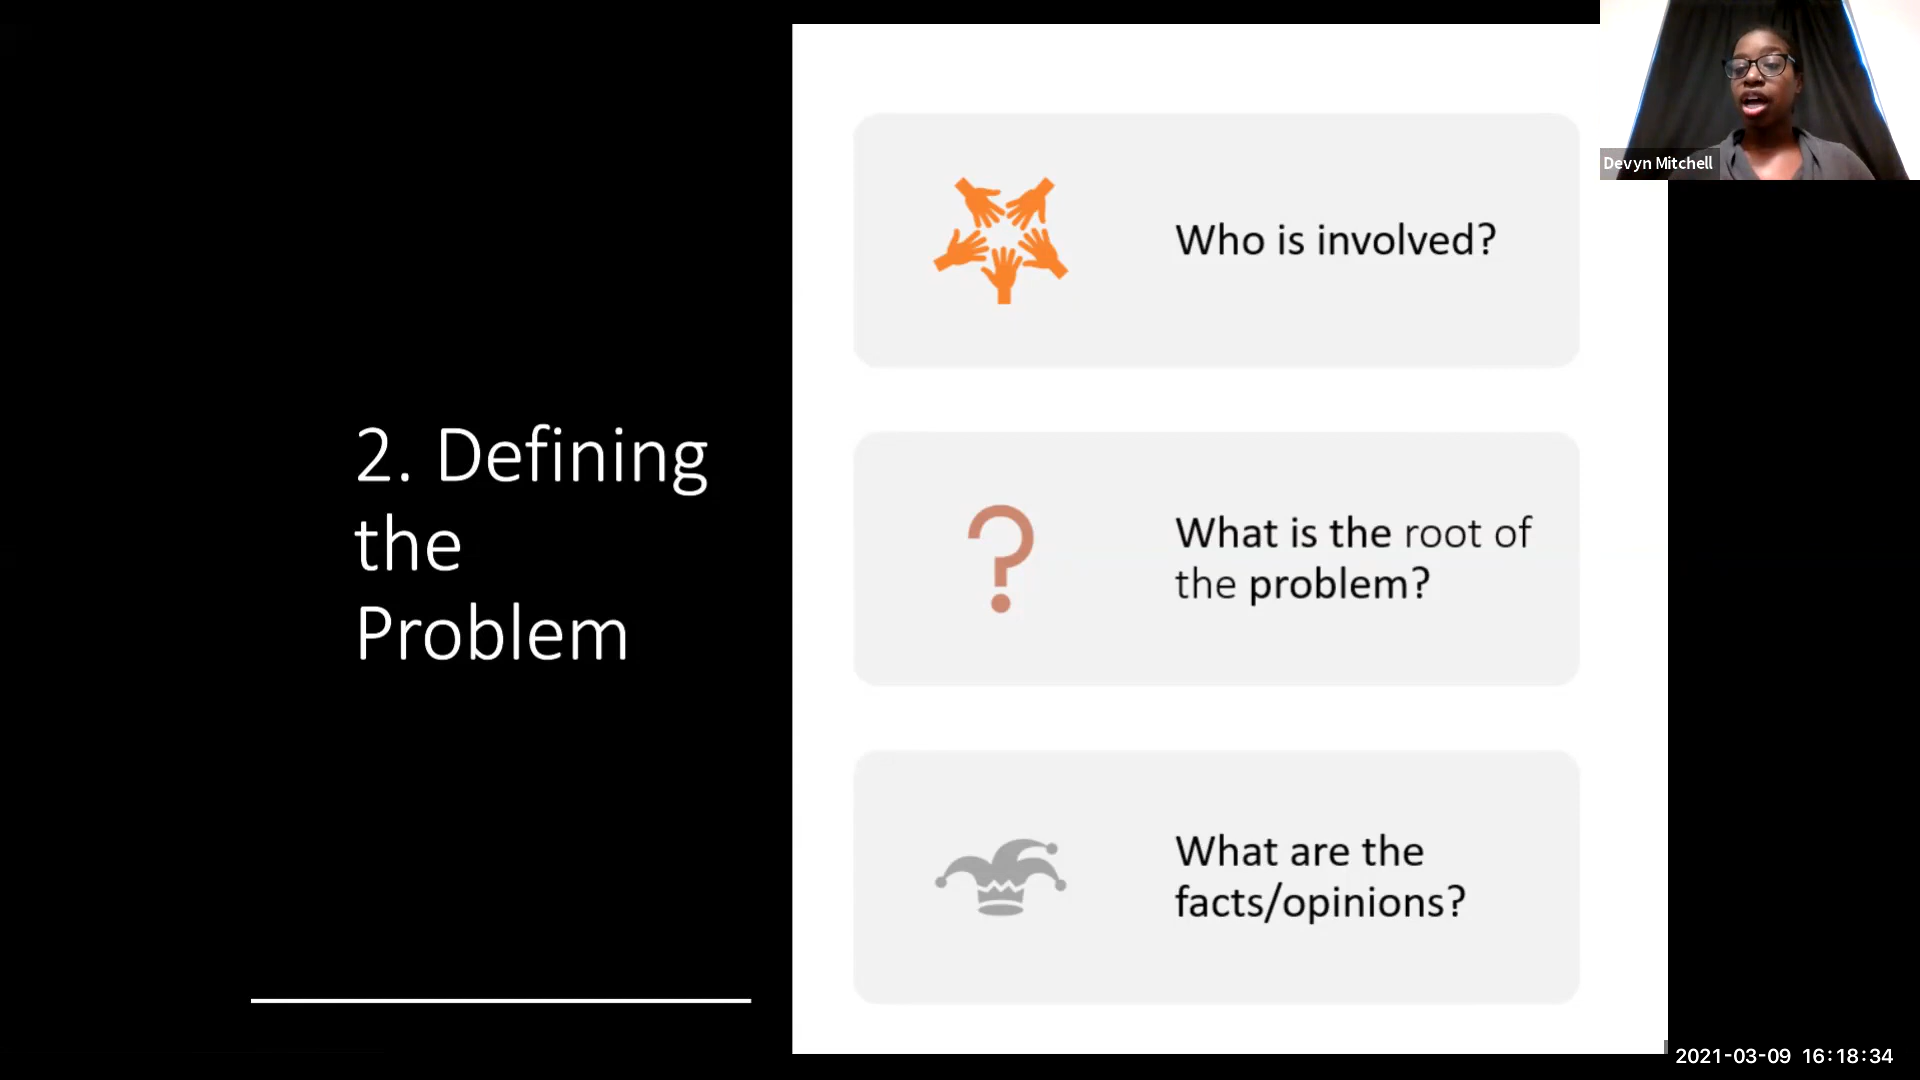 2. Defining
the
Problem
Who is involved?
What is the root of
the problem?
What are the
facts/opinions?
Devyn Mitchell
2021-03-09 16:18:34